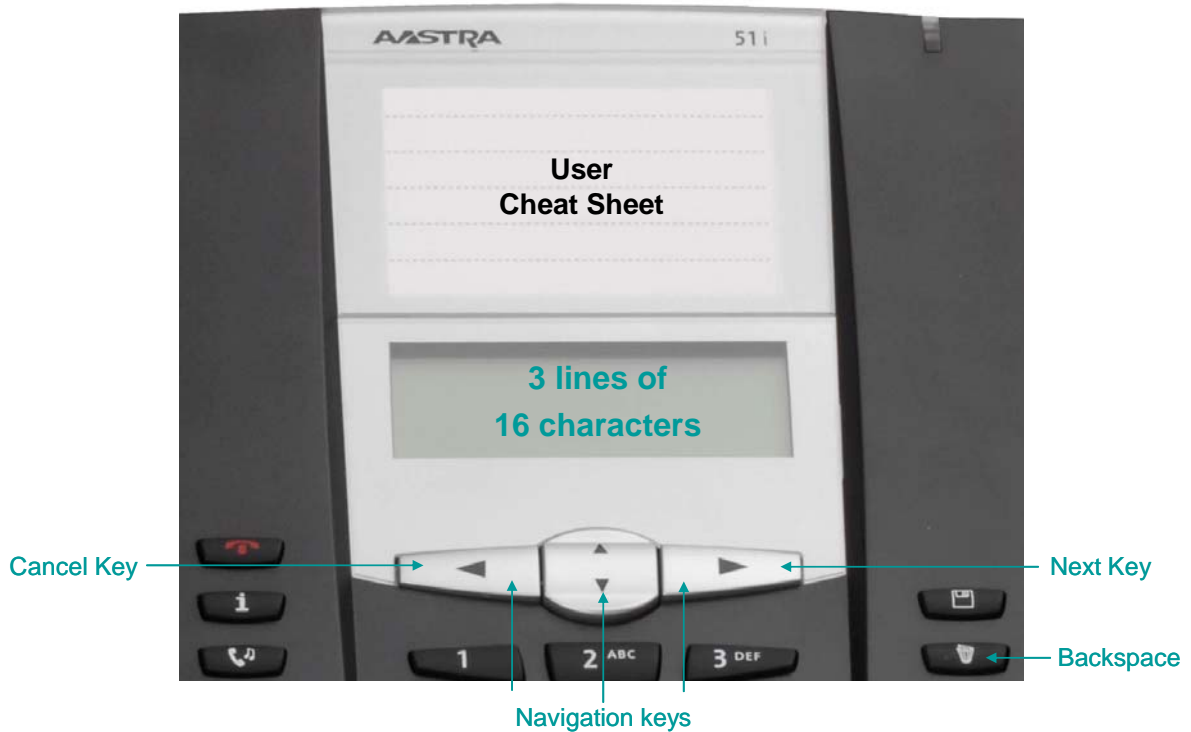 AASTRA 51i
User
Cheat Sheet
3 lines of
16 characters
Cancel Key
Next Key
i
1 2 ABC 3 DEF
Backspace
Navigation keys